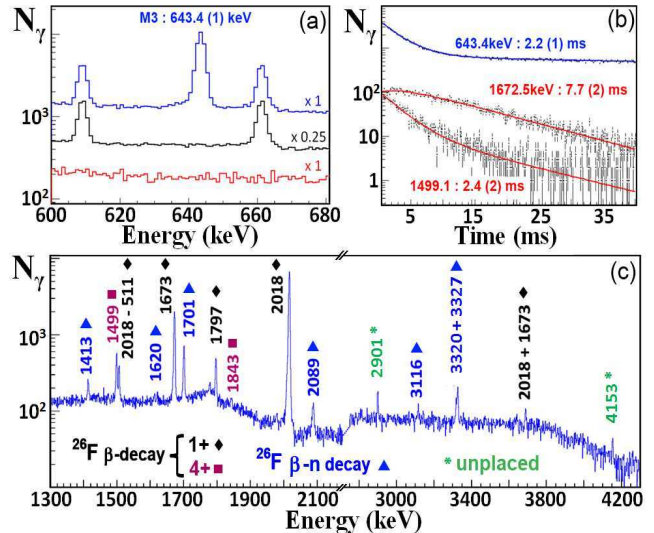 Nγ
(a)
M3 : 643.4 (1) keV
10³
10²
x 1
x 0.25
x 1
600 620 640 660 680
Energy (keV)
Nγ
(b)
643.4keV : 2.2 (1) ms
1672.5keV : 7.7 (2) ms
1499.1 : 2.4 (2) ms
10³
10²
10
1
5 15 25 35
Time (ms)
Nγ
(c)
10³
10²
1413
1499
2018 - 511
1620
1673
1701
1797
1843
2018
2089
2901 *
3116
3320 + 3327
2018 + 1673
4153 *
²⁶F β-decay { 1+ ◆
4+ ■
²⁶F β-n decay ▲
* unplaced
1300 1500 1700 1900 2100 3000 3400 3800 4200
Energy (keV)